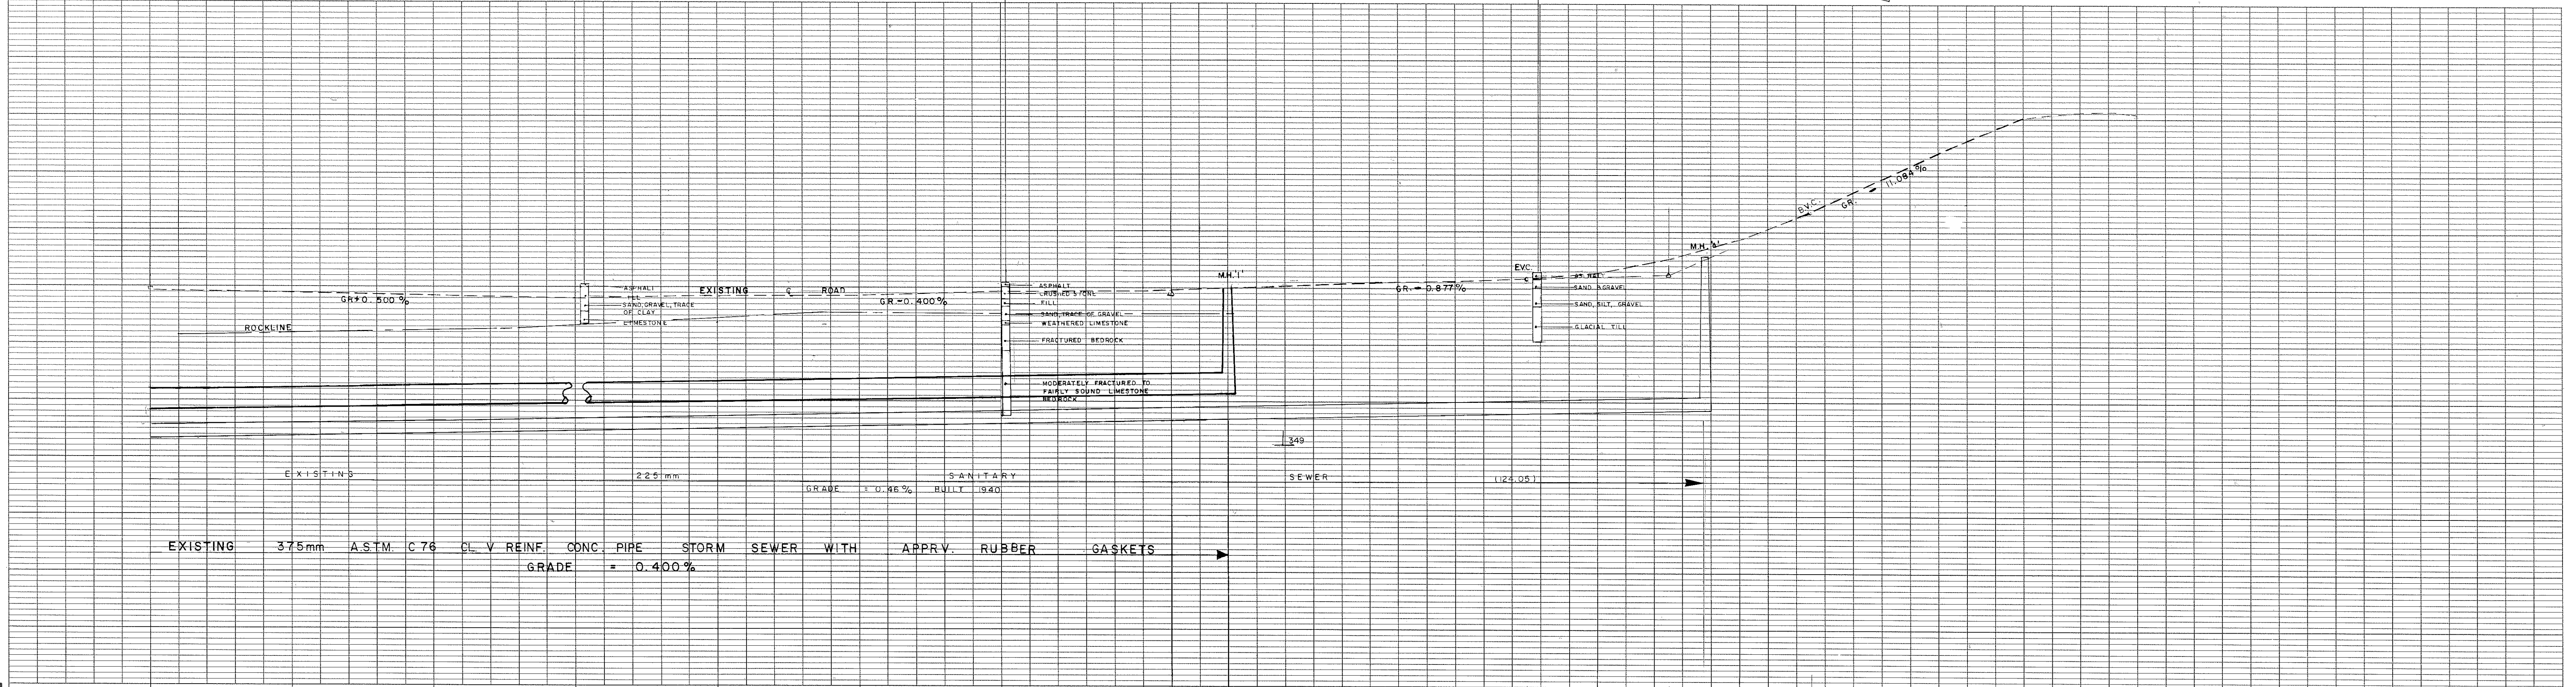 11.084%
B.V.C.
GR.
M.H.
M.H.'1'
EVC.
GR+0.500%
ASPHALT
FILL
SAND, GRAVEL, TRACE
OF CLAY
LIMESTONE
EXISTING ℄ ROAD
GR.-0.400%
ASPHALT
CRUSHED STONE
FILL
SAND, TRACE OF GRAVEL
WEATHERED LIMESTONE
FRACTURED BEDROCK
MODERATELY FRACTURED TO
FAIRLY SOUND LIMESTONE
BEDROCK
GR. 0.877%
SAND & GRAVEL
SAND, SILT, GRAVEL
GLACIAL TILL
ROCKLINE
349
EXISTING 225mm SANITARY SEWER (124.05)
GRADE = 0.46% BUILT 1940
EXISTING 375mm A.S.T.M. C 76 CL. V REINF. CONC. PIPE STORM SEWER WITH APPRV. RUBBER GASKETS
GRADE = 0.400%